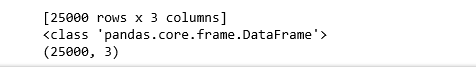 [25000 rows x 3 columns]
<class 'pandas.core.frame.DataFrame'>
(25000, 3)